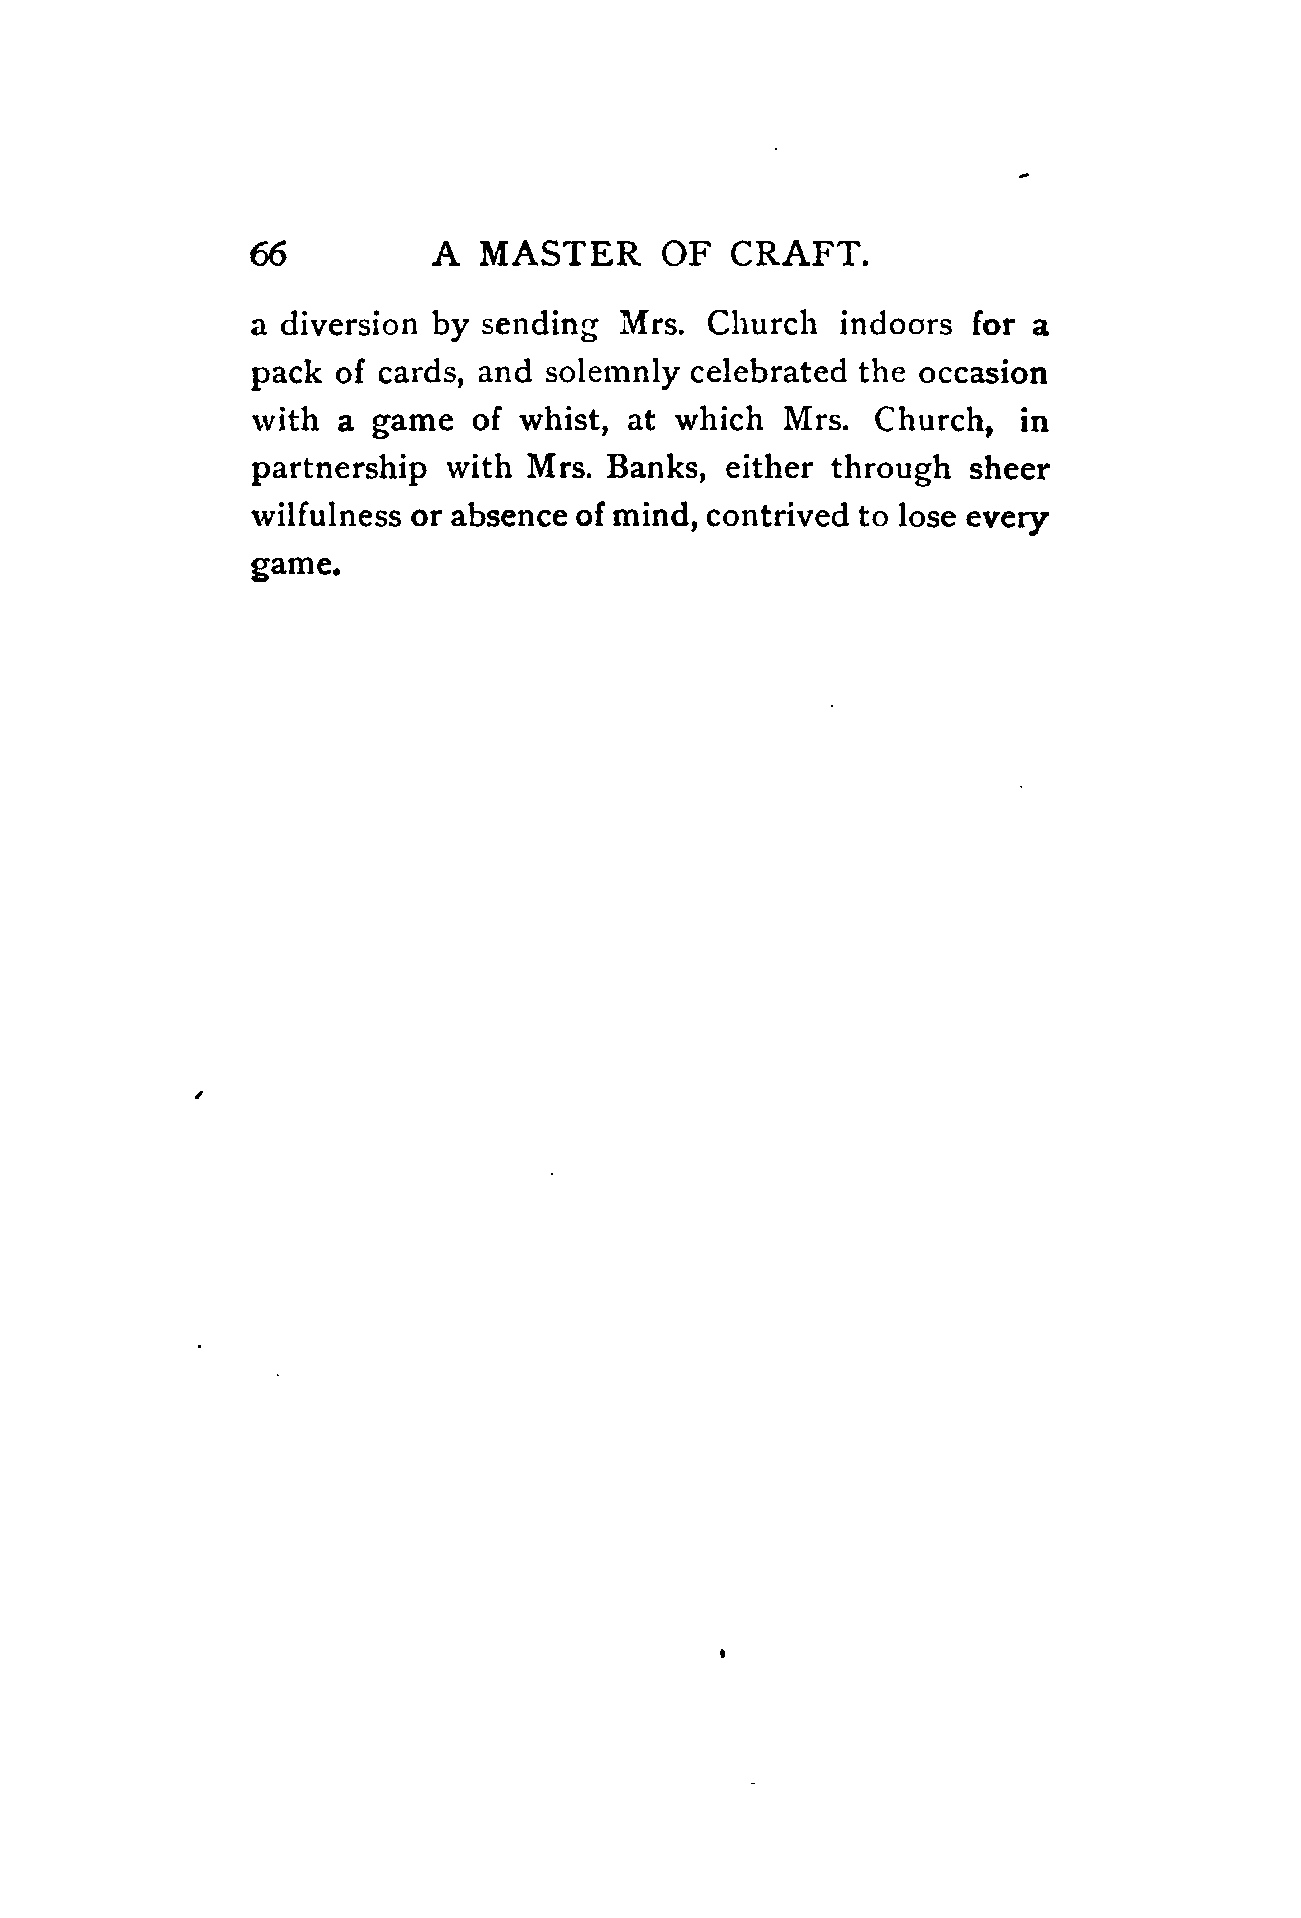 66 A MASTER OF CRAFT.
a diversion by sending Mrs. Church indoors for a
pack of cards, and solemnly celebrated the occasion
with a game of whist, at which Mrs. Church, in
partnership with Mrs. Banks, either through sheer
wilfulness or absence of mind, contrived to lose every
game.